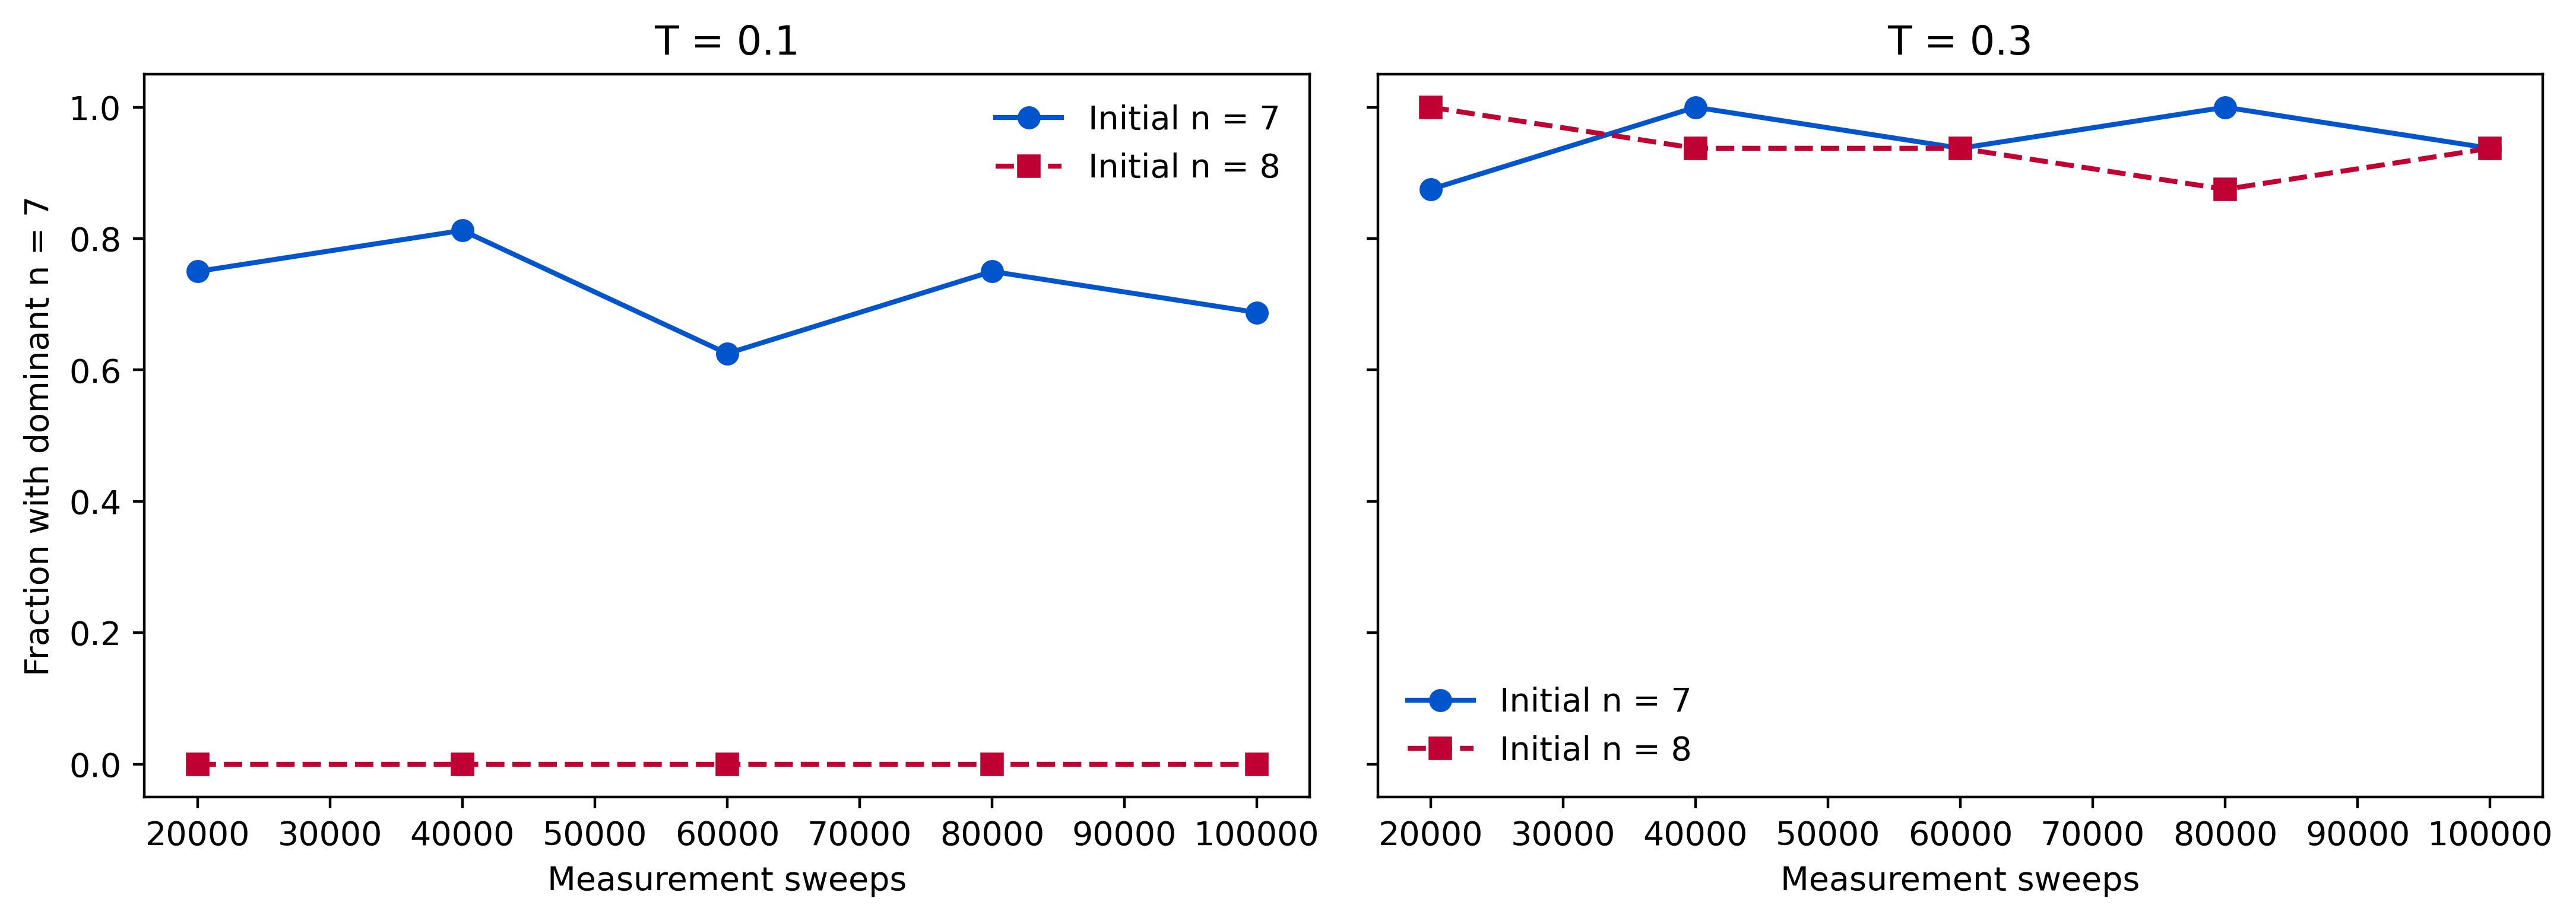 T = 0.1
Fraction with dominant n = 7
1.0
0.8
0.6
0.4
0.2
0.0
Initial n = 7
Initial n = 8
20000 30000 40000 50000 60000 70000 80000 90000 100000
Measurement sweeps
T = 0.3
Initial n = 7
Initial n = 8
20000 30000 40000 50000 60000 70000 80000 90000 100000
Measurement sweeps